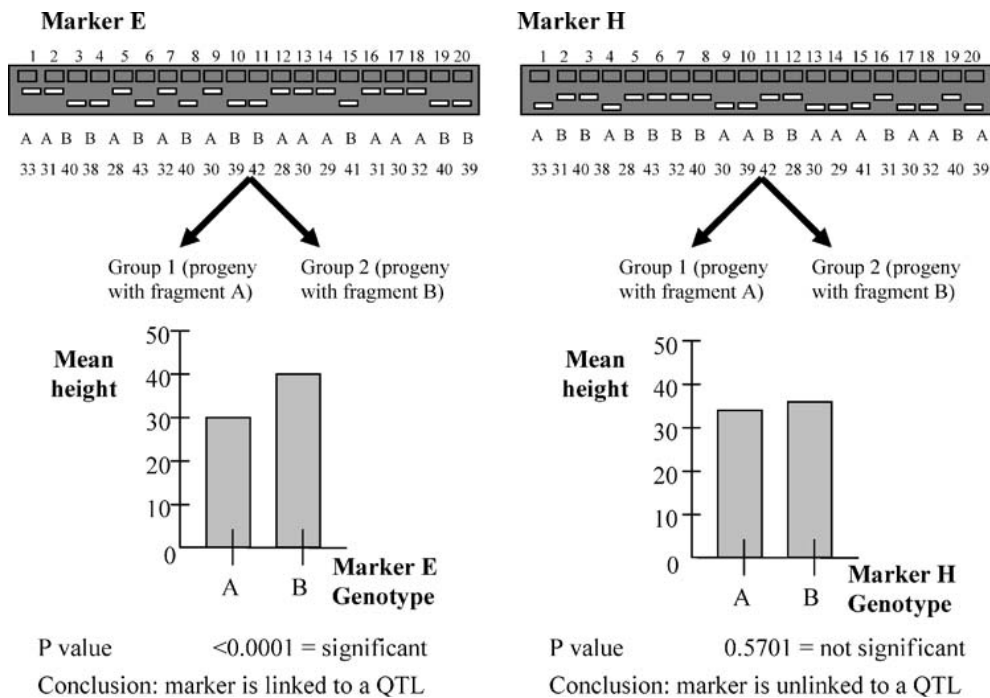 Marker E
1 2 3 4 5 6 7 8 9 10 11 12 13 14 15 16 17 18 19 20
A A B B A B A B A B B A A A B A A A B B
33 31 40 38 28 43 32 40 30 39 42 28 30 29 41 31 30 32 40 39
Group 1 (progeny
with fragment A)
Group 2 (progeny
with fragment B)
Mean
height
50
40
30
20
10
0
A
B
Marker E
Genotype
P value <0.0001 = significant
Conclusion: marker is linked to a QTL
Marker H
1 2 3 4 5 6 7 8 9 10 11 12 13 14 15 16 17 18 19 20
A B B A B B B B A A B B A A A B A A B A
33 31 40 38 28 43 32 40 30 39 42 28 30 29 41 31 30 32 40 39
Group 1 (progeny
with fragment A)
Group 2 (progeny
with fragment B)
Mean
height
50
40
30
20
10
0
A
B
Marker H
Genotype
P value 0.5701 = not significant
Conclusion: marker is unlinked to a QTL